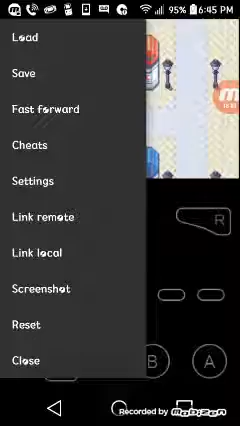 95% 6:45 PM
Load
Save
Fast forward
Cheats
Settings
Link remote
Link local
Screenshot
Reset
Close
R
B
A
Recorded by Mobizen